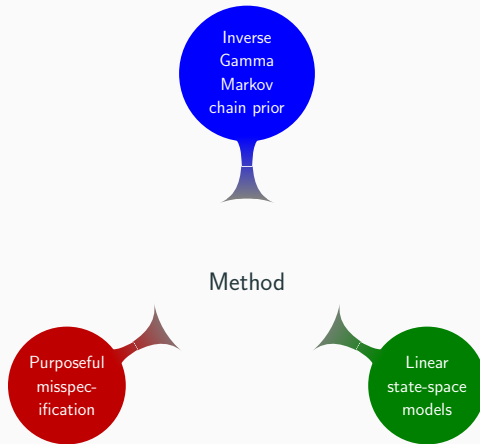 Inverse
Gamma
Markov
chain prior
Method
Purposeful
misspec-
ification
Linear
state-space
models